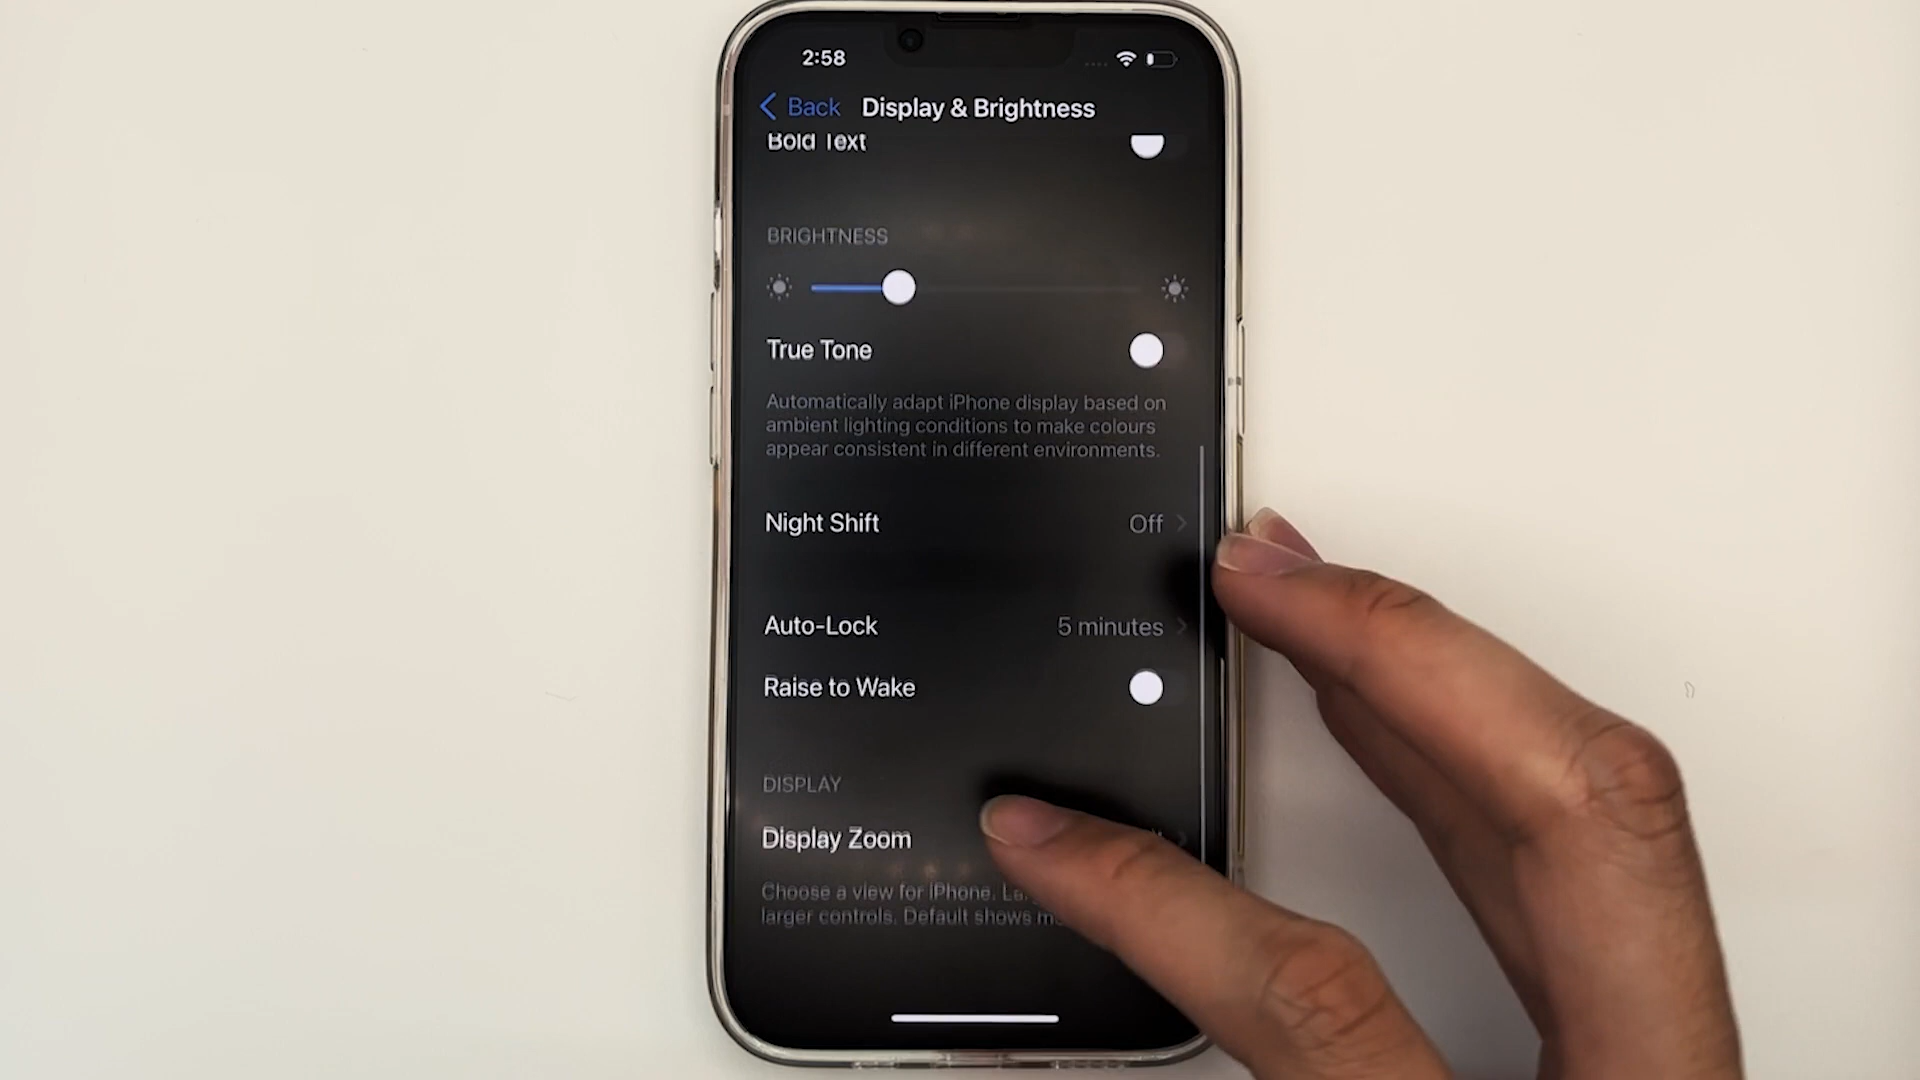 2:58
Back Display & Brightness
Bold Text
BRIGHTNESS
True Tone
Automatically adapt iPhone display based on
ambient lighting conditions to make colours
appear consistent in different environments.
Night Shift Off
Auto-Lock 5 minutes
Raise to Wake
DISPLAY
Display Zoom
Choose a view for iPhone.
larger controls. Default shows